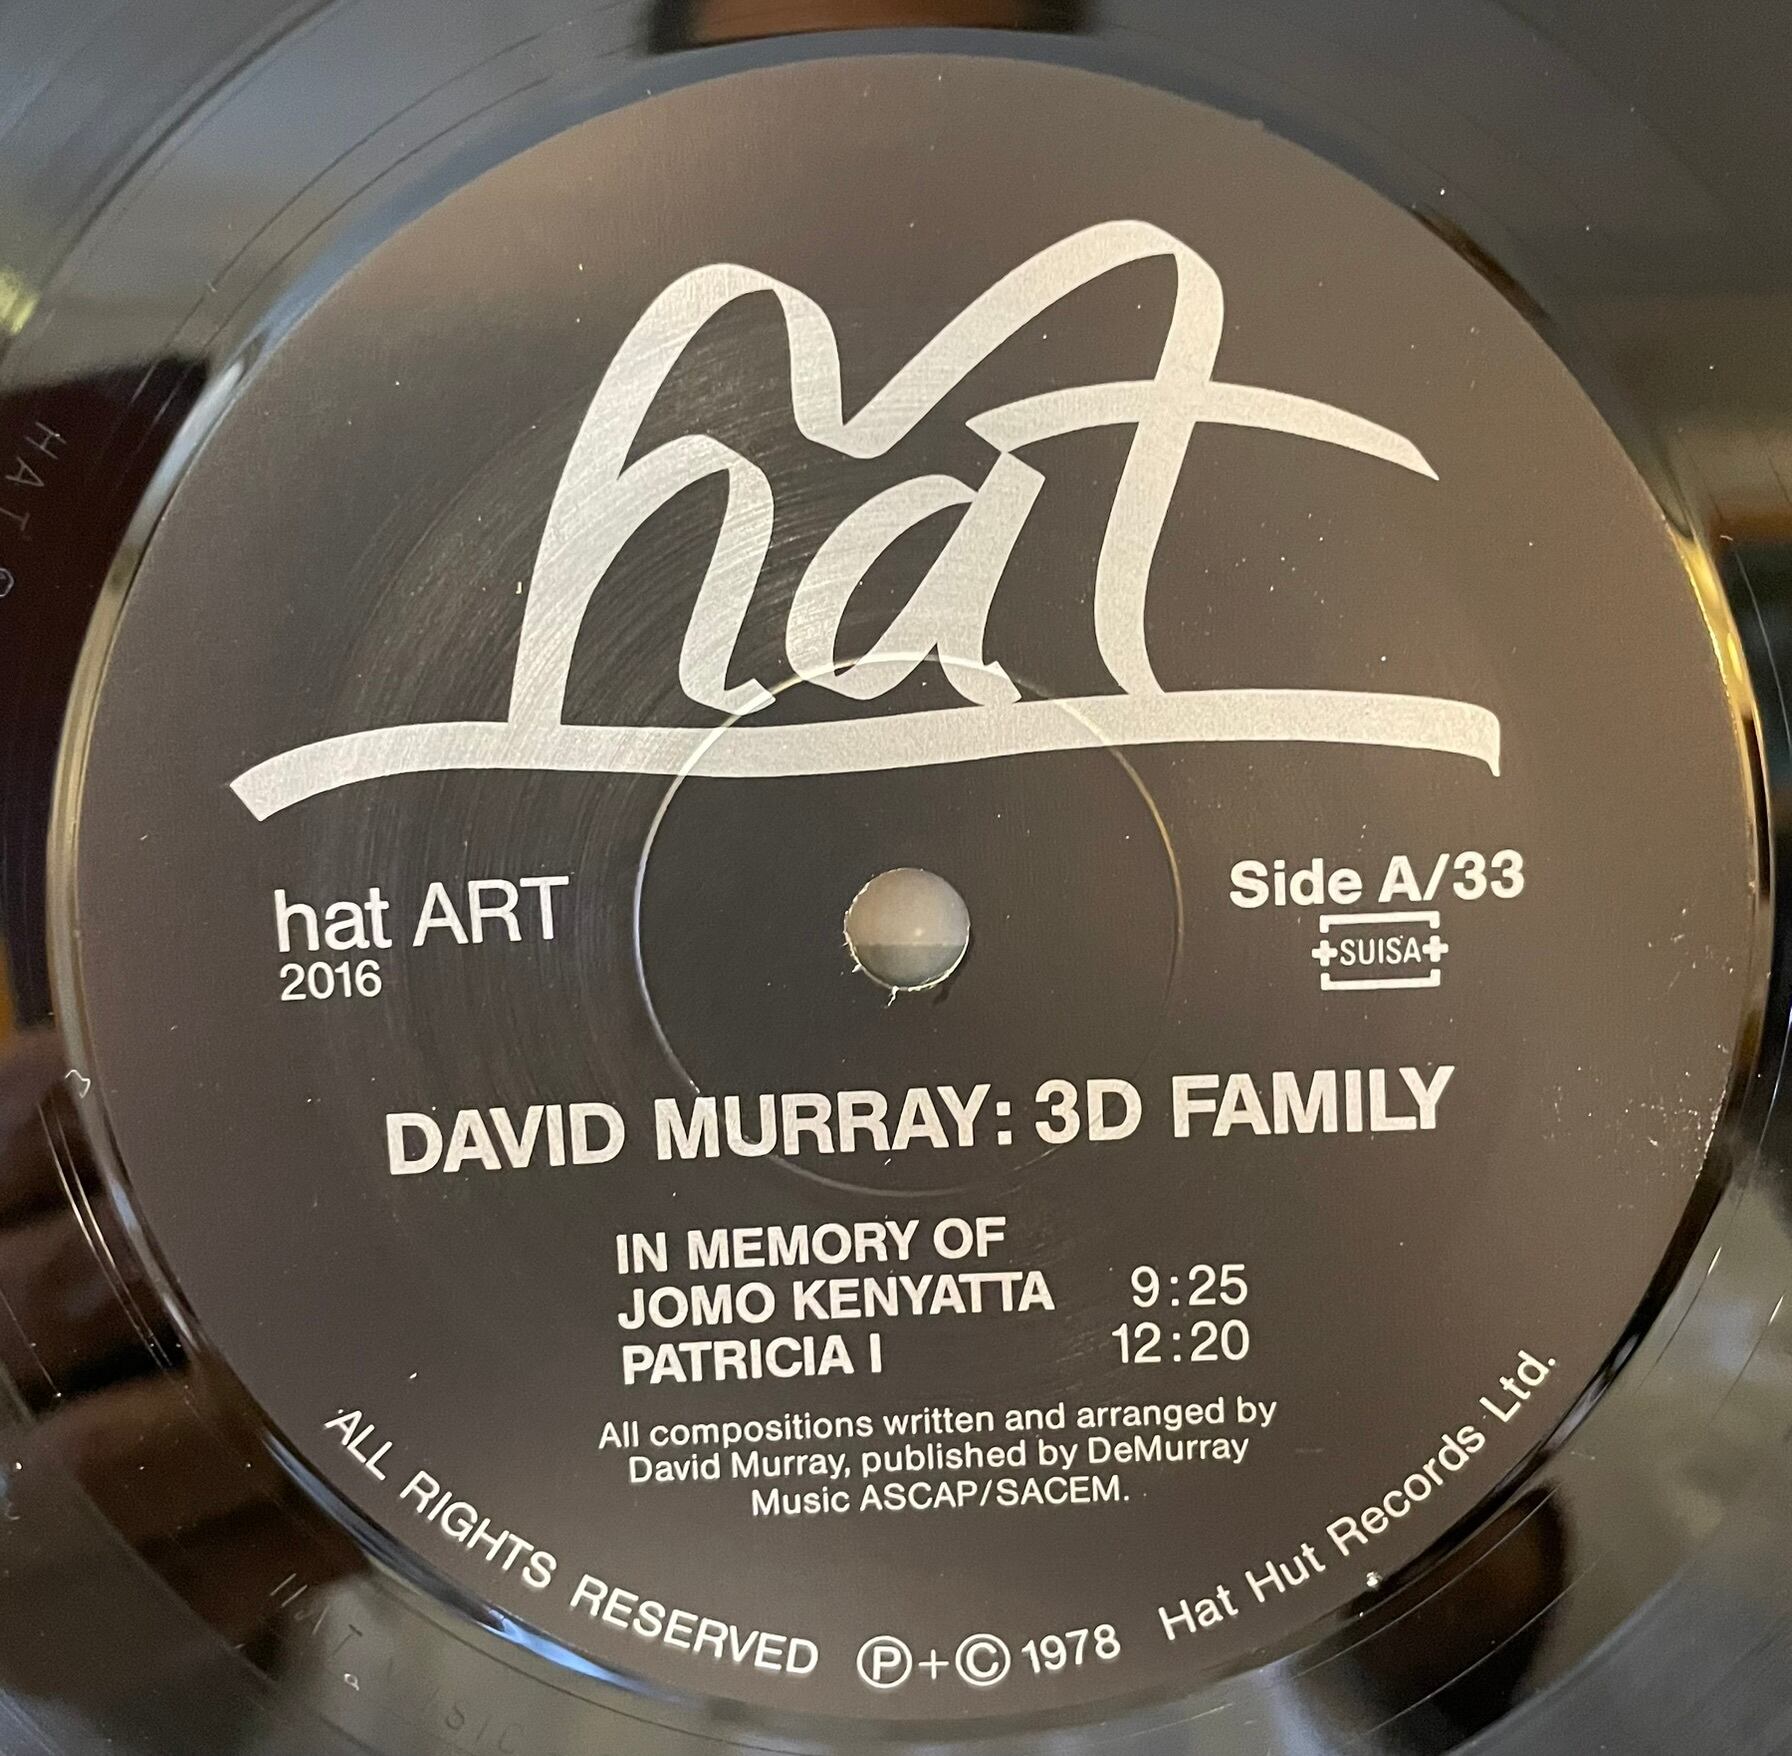 hat
hat ART
2016
Side A/33
SUISA
DAVID MURRAY: 3D FAMILY
IN MEMORY OF
JOMO KENYATTA 9:25
PATRICIA I 12:20
All compositions written and arranged by
David Murray, published by DeMurray
Music ASCAP/SACEM.
ALL RIGHTS RESERVED Ⓟ+© 1978 Hat Hut Records Ltd.
HAT
HAT